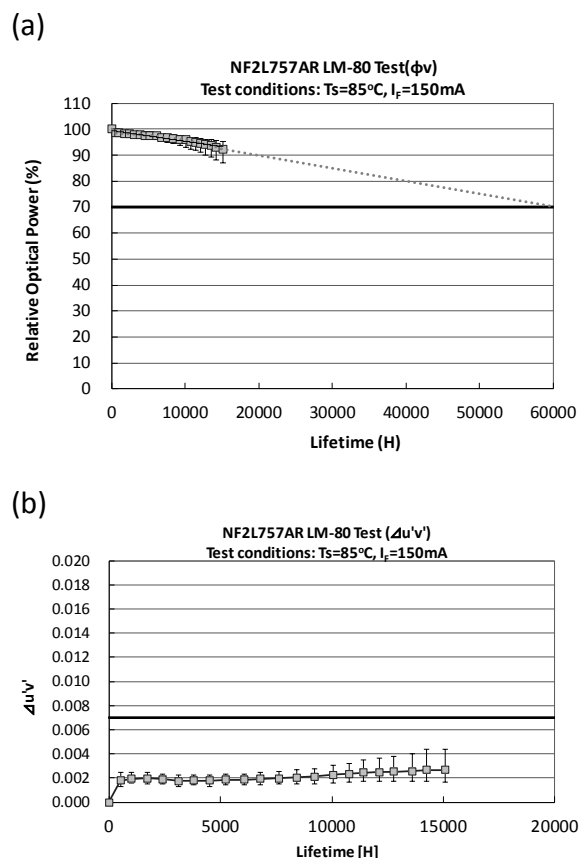 (a)
NF2L757AR LM-80 Test(ϕv)
Test conditions: Ts=85°C, IF=150mA
110
100
90
80
70
60
50
40
30
20
10
0
Relative Optical Power (%)
0 10000 20000 30000 40000 50000 60000
Lifetime (H)
(b)
NF2L757AR LM-80 Test (⊿u'v')
Test conditions: Ts=85°C, IF=150mA
0.020
0.018
0.016
0.014
0.012
0.010
0.008
0.006
0.004
0.002
0.000
⊿u'v'
0 5000 10000 15000 20000
Lifetime [H]